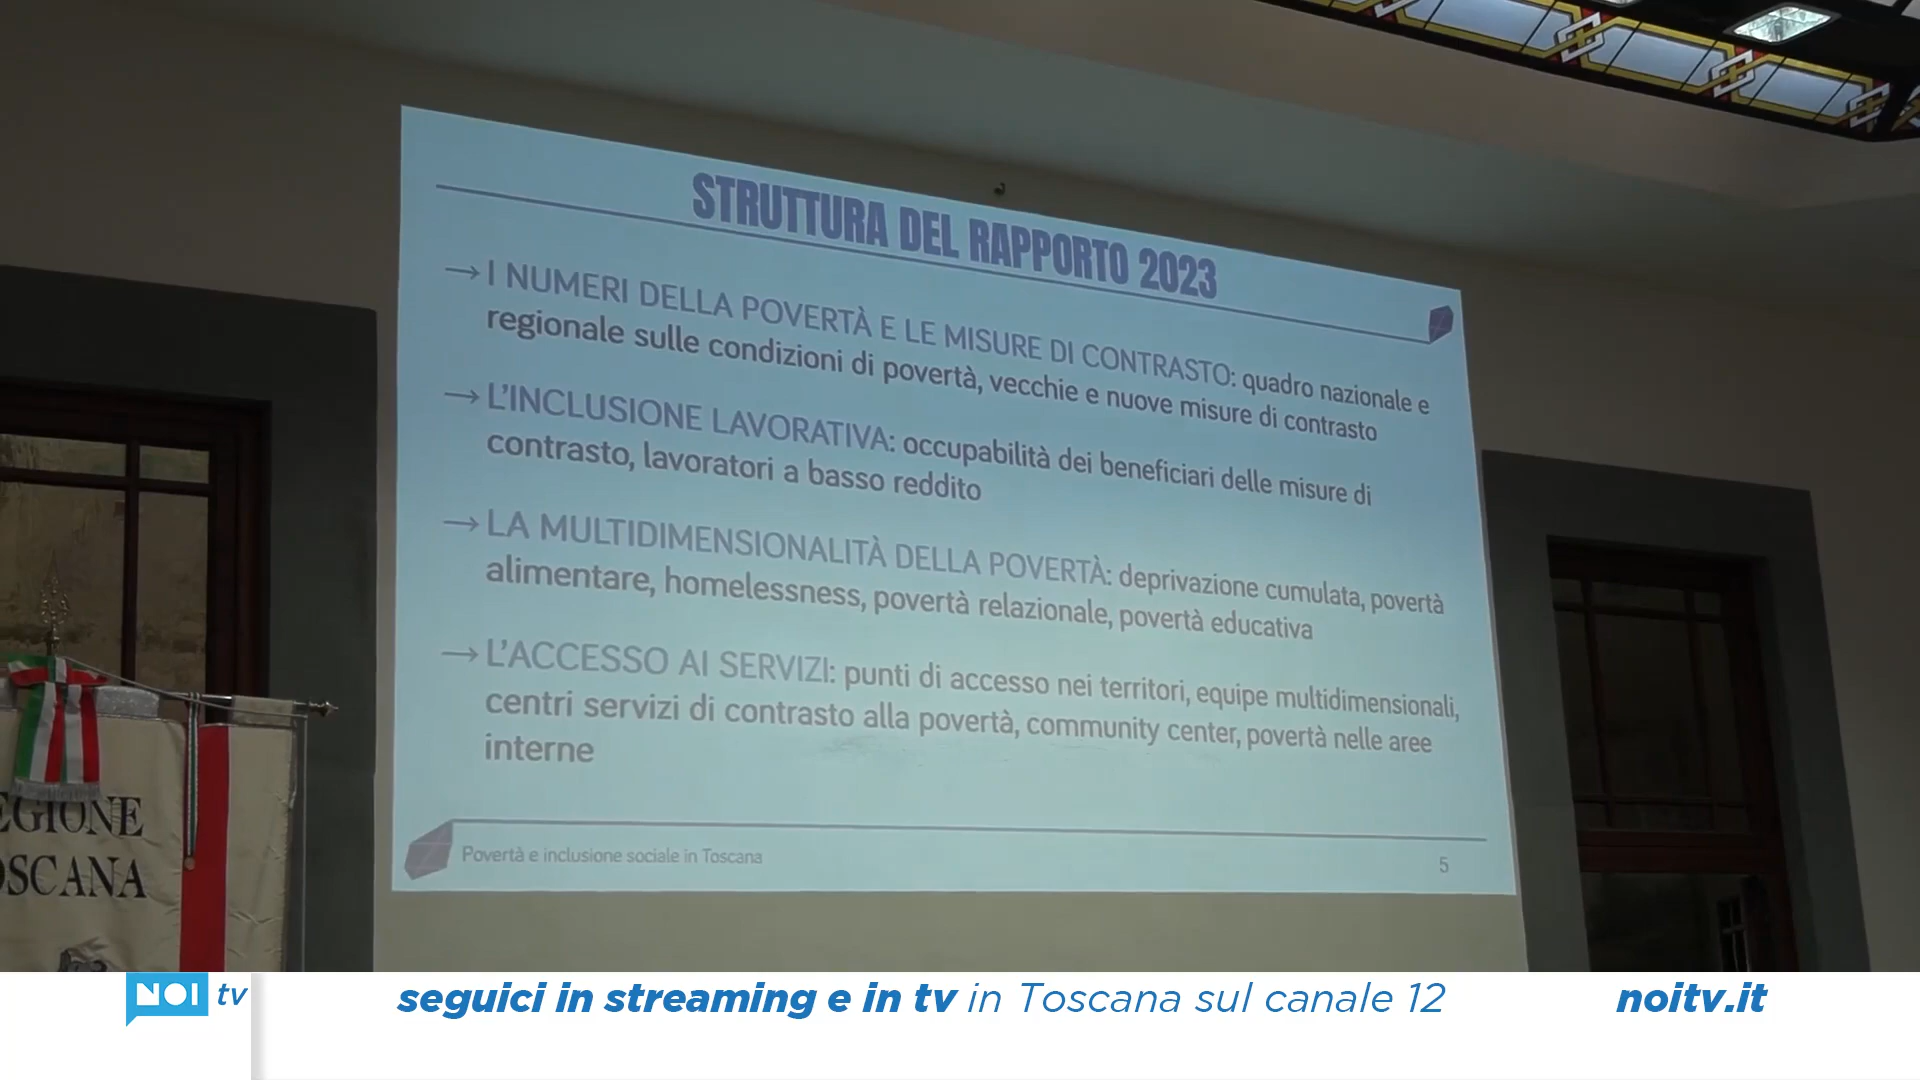 STRUTTURA DEL RAPPORTO 2023
→ I NUMERI DELLA POVERTÀ E LE MISURE DI CONTRASTO: quadro nazionale e
regionale sulle condizioni di povertà, vecchie e nuove misure di contrasto
→ L'INCLUSIONE LAVORATIVA: occupabilità dei beneficiari delle misure di
contrasto, lavoratori a basso reddito
→ LA MULTIDIMENSIONALITÀ DELLA POVERTÀ: deprivazione cumulata, povertà
alimentare, homelessness, povertà relazionale, povertà educativa
→ L'ACCESSO AI SERVIZI: punti di accesso nei territori, equipe multidimensionali,
centri servizi di contrasto alla povertà, community center, povertà nelle aree
interne
Povertà e inclusione sociale in Toscana
5
EGIONE
OSCANA
NOI tv
seguici in streaming e in tv in Toscana sul canale 12
noitv.it